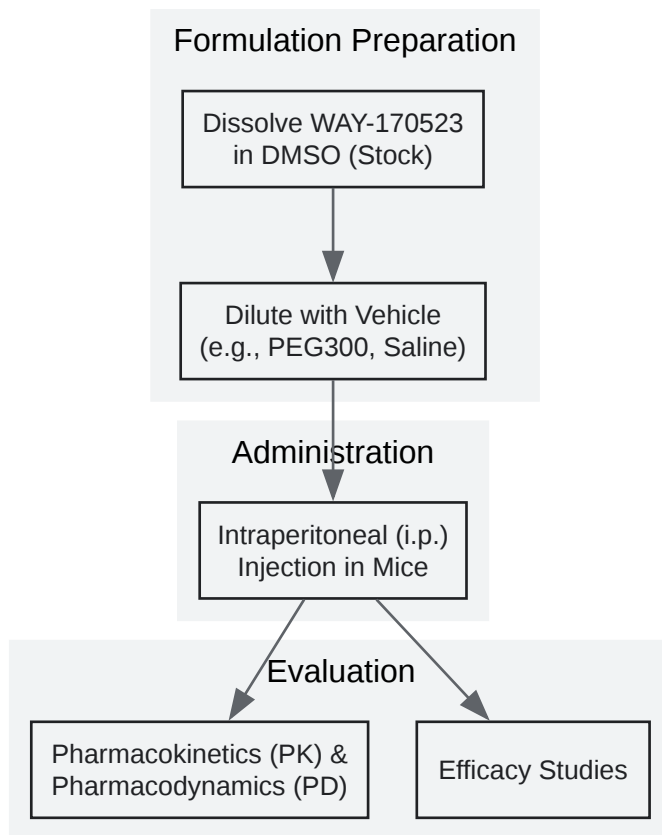 Formulation Preparation
Dissolve WAY-170523
in DMSO (Stock)
Dilute with Vehicle
(e.g., PEG300, Saline)
Administration
Intraperitoneal (i.p.)
Injection in Mice
Evaluation
Pharmacokinetics (PK) &
Pharmacodynamics (PD)
Efficacy Studies